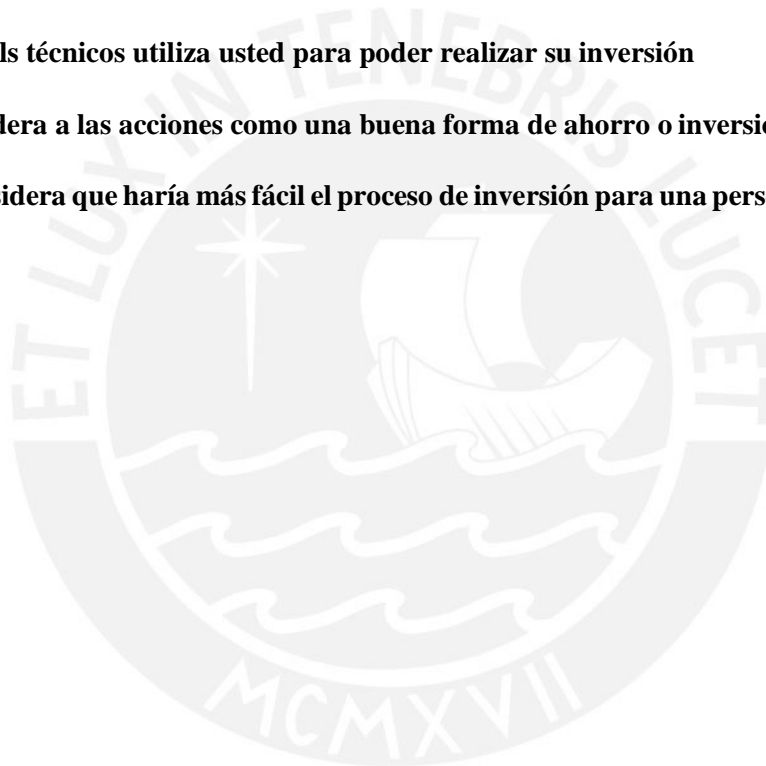 ls técnicos utiliza usted para poder realizar su inversión
dera a las acciones como una buena forma de ahorro o inversi
sidera que haría más fácil el proceso de inversión para una pers
ET LUX IN TENEBRIS LUCET
MCMXVII